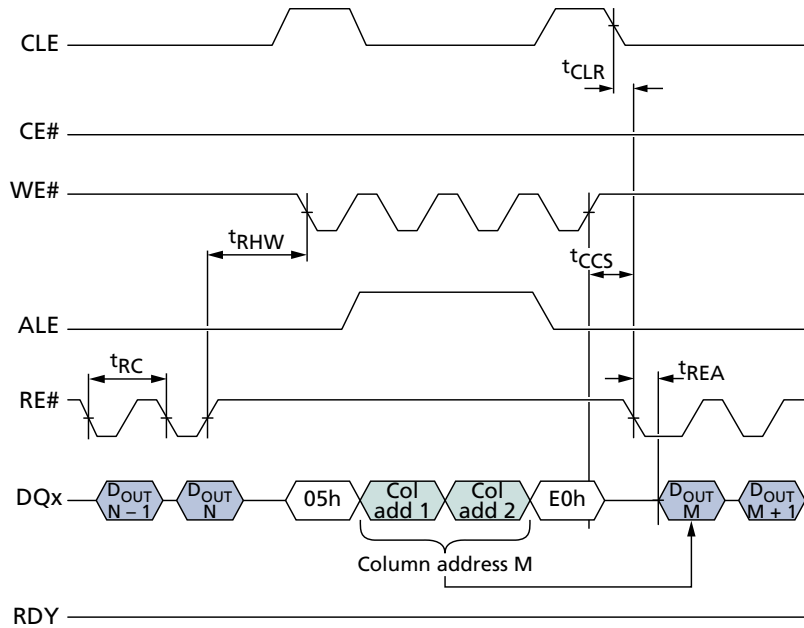 CLE
tCLR
CE#
WE#
tRHW
tCCS
ALE
tRC
tREA
RE#
DQx
DOUT
N – 1
DOUT
N
05h
Col
add 1
Col
add 2
E0h
DOUT
M
DOUT
M + 1
Column address M
RDY